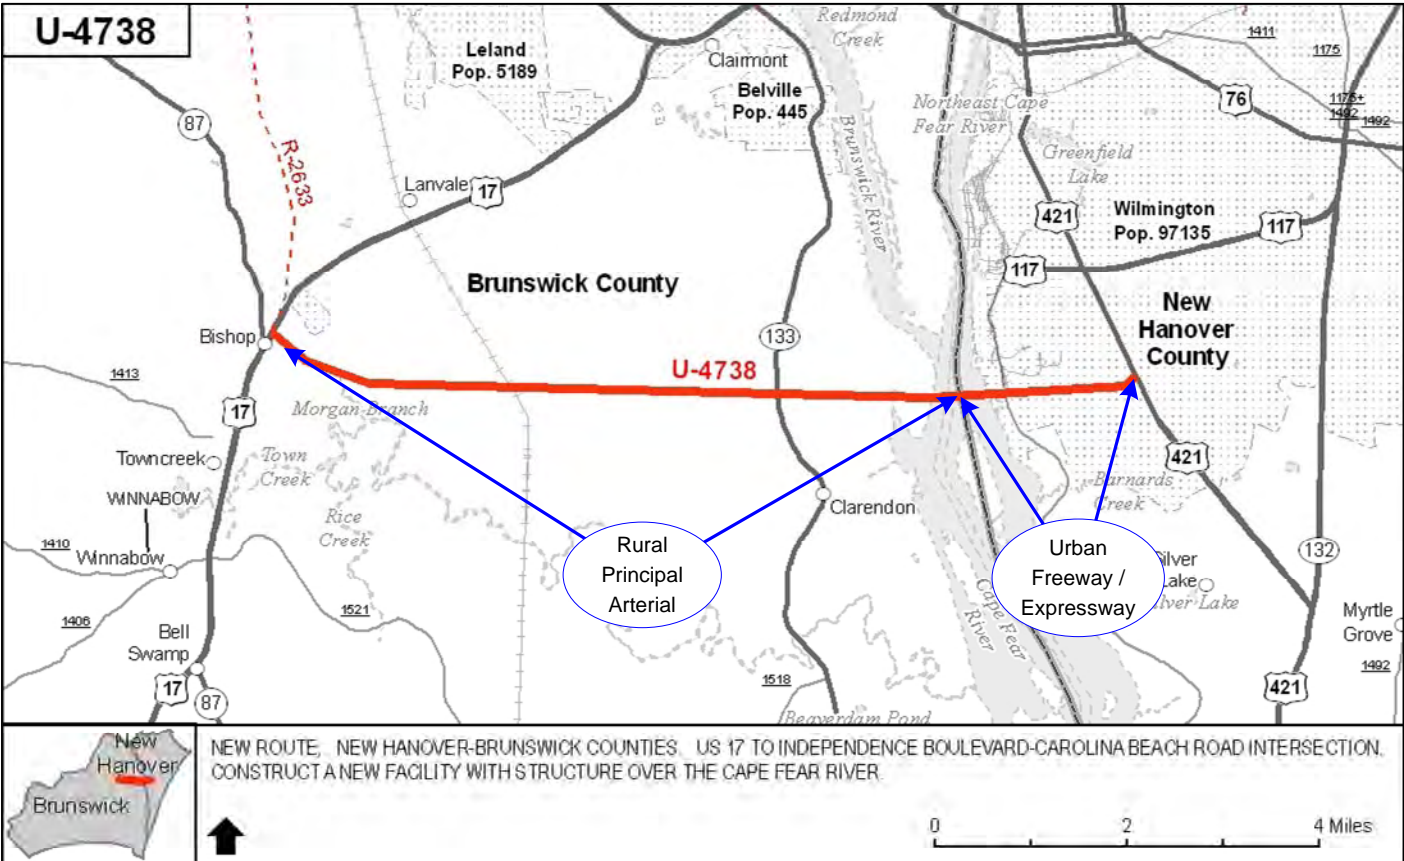 U-4738
Redmond
Creek
1411
1175
Leland
Pop. 5189
Clairmont
Belville
Pop. 445
76
1175+
1492
1492
87
Northeast Cape
Fear River
Brunswick River
R-2633
Greenfield
Lake
Lanvale
17
421
Wilmington
Pop. 97135
117
117
Brunswick County
New
Hanover
County
Bishop
133
U-4738
1413
Morgan Branch
17
Towncreek
Town
Creek
421
Barnards
Creek
WINNABOW
Clarendon
Rice
Creek
1410
Winnabow
Rural
Principal
Arterial
Urban
Freeway /
Expressway
Silver
Lake
Silver Lake
132
Cape Fear
River
1406
1521
Myrtle
Grove
Bell
Swamp
1492
17
87
1518
421
Beaverdam Pond
New
Hanover
Brunswick
NEW ROUTE, NEW HANOVER-BRUNSWICK COUNTIES. US 17 TO INDEPENDENCE BOULEVARD-CAROLINA BEACH ROAD INTERSECTION.
CONSTRUCT A NEW FACILITY WITH STRUCTURE OVER THE CAPE FEAR RIVER.
0 2 4 Miles